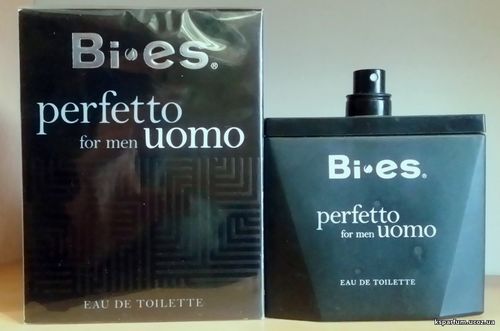 Bi•es®
perfetto
for men uomo
EAU DE TOILETTE
Bi•es®
perfetto
for men uomo
EAU DE TOILETTE
ksparfum.ucoz.ua